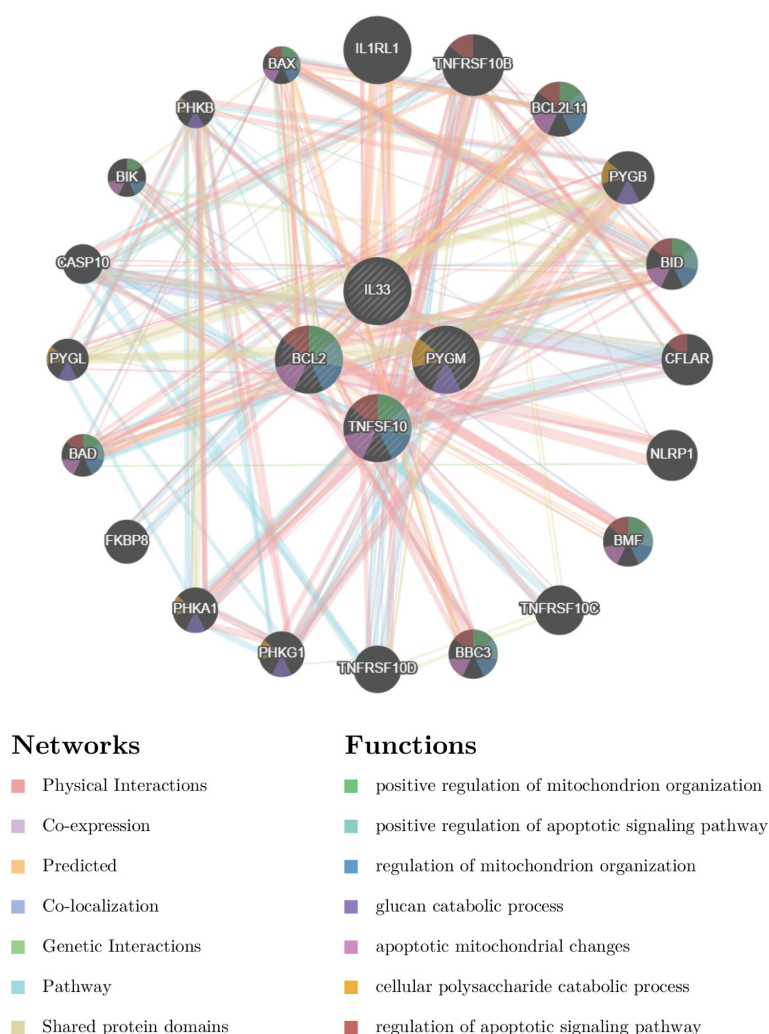 IL1RL1
TNFRSF10B
BAX
BCL2L11
PHKB
PYGB
BIK
CASP10
BID
IL33
PYGL
BCL2
PYGM
CFLAR
TNFSF10
BAD
NLRP1
FKBP8
BMF
PHKA1
TNFRSF10C
PHKG1
BBC3
TNFRSF10D
Networks
Physical Interactions
Co-expression
Predicted
Co-localization
Genetic Interactions
Pathway
Shared protein domains
Functions
positive regulation of mitochondrion organization
positive regulation of apoptotic signaling pathway
regulation of mitochondrion organization
glucan catabolic process
apoptotic mitochondrial changes
cellular polysaccharide catabolic process
regulation of apoptotic signaling pathway